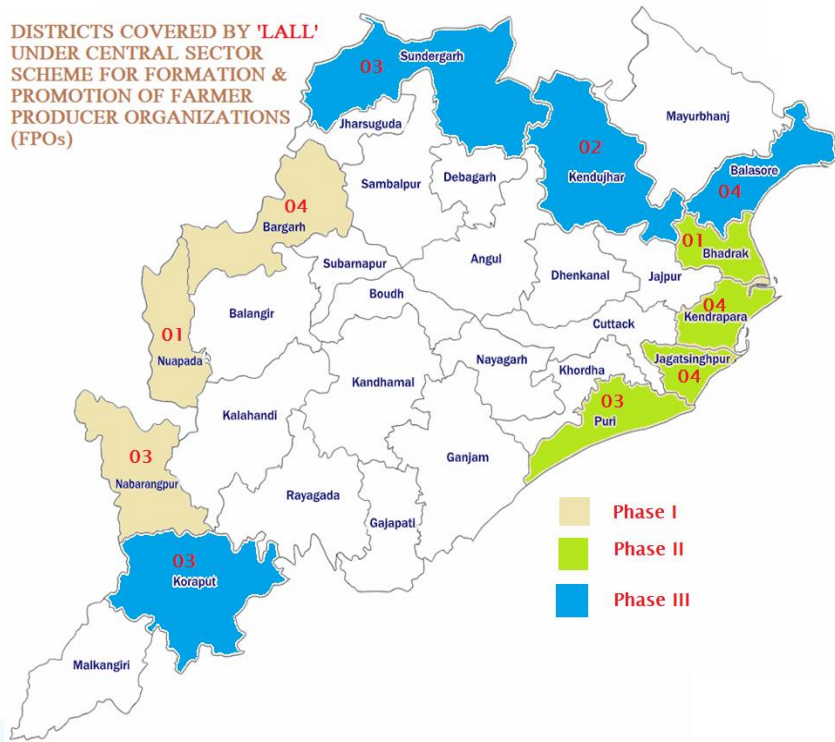 DISTRICTS COVERED BY 'LALL'
UNDER CENTRAL SECTOR
SCHEME FOR FORMATION &
PROMOTION OF FARMER
PRODUCER ORGANIZATIONS
(FPOs)
03
Sundergarh
Jharsuguda
Mayurbhanj
02
Kendujhar
Balasore
04
Sambalpur
Debagarh
04
Bargarh
01
Bhadrak
Subarnapur
Angul
Dhenkanal
Jajpur
Boudh
Balangir
04
Kendrapara
Cuttack
01
Nuapada
Nayagarh
Khordha
Jagatsinghpur
04
Kandhamal
03
Puri
Kalahandi
03
Nabarangpur
Ganjam
Rayagada
Gajapati
03
Koraput
Malkangiri
Phase I
Phase II
Phase III